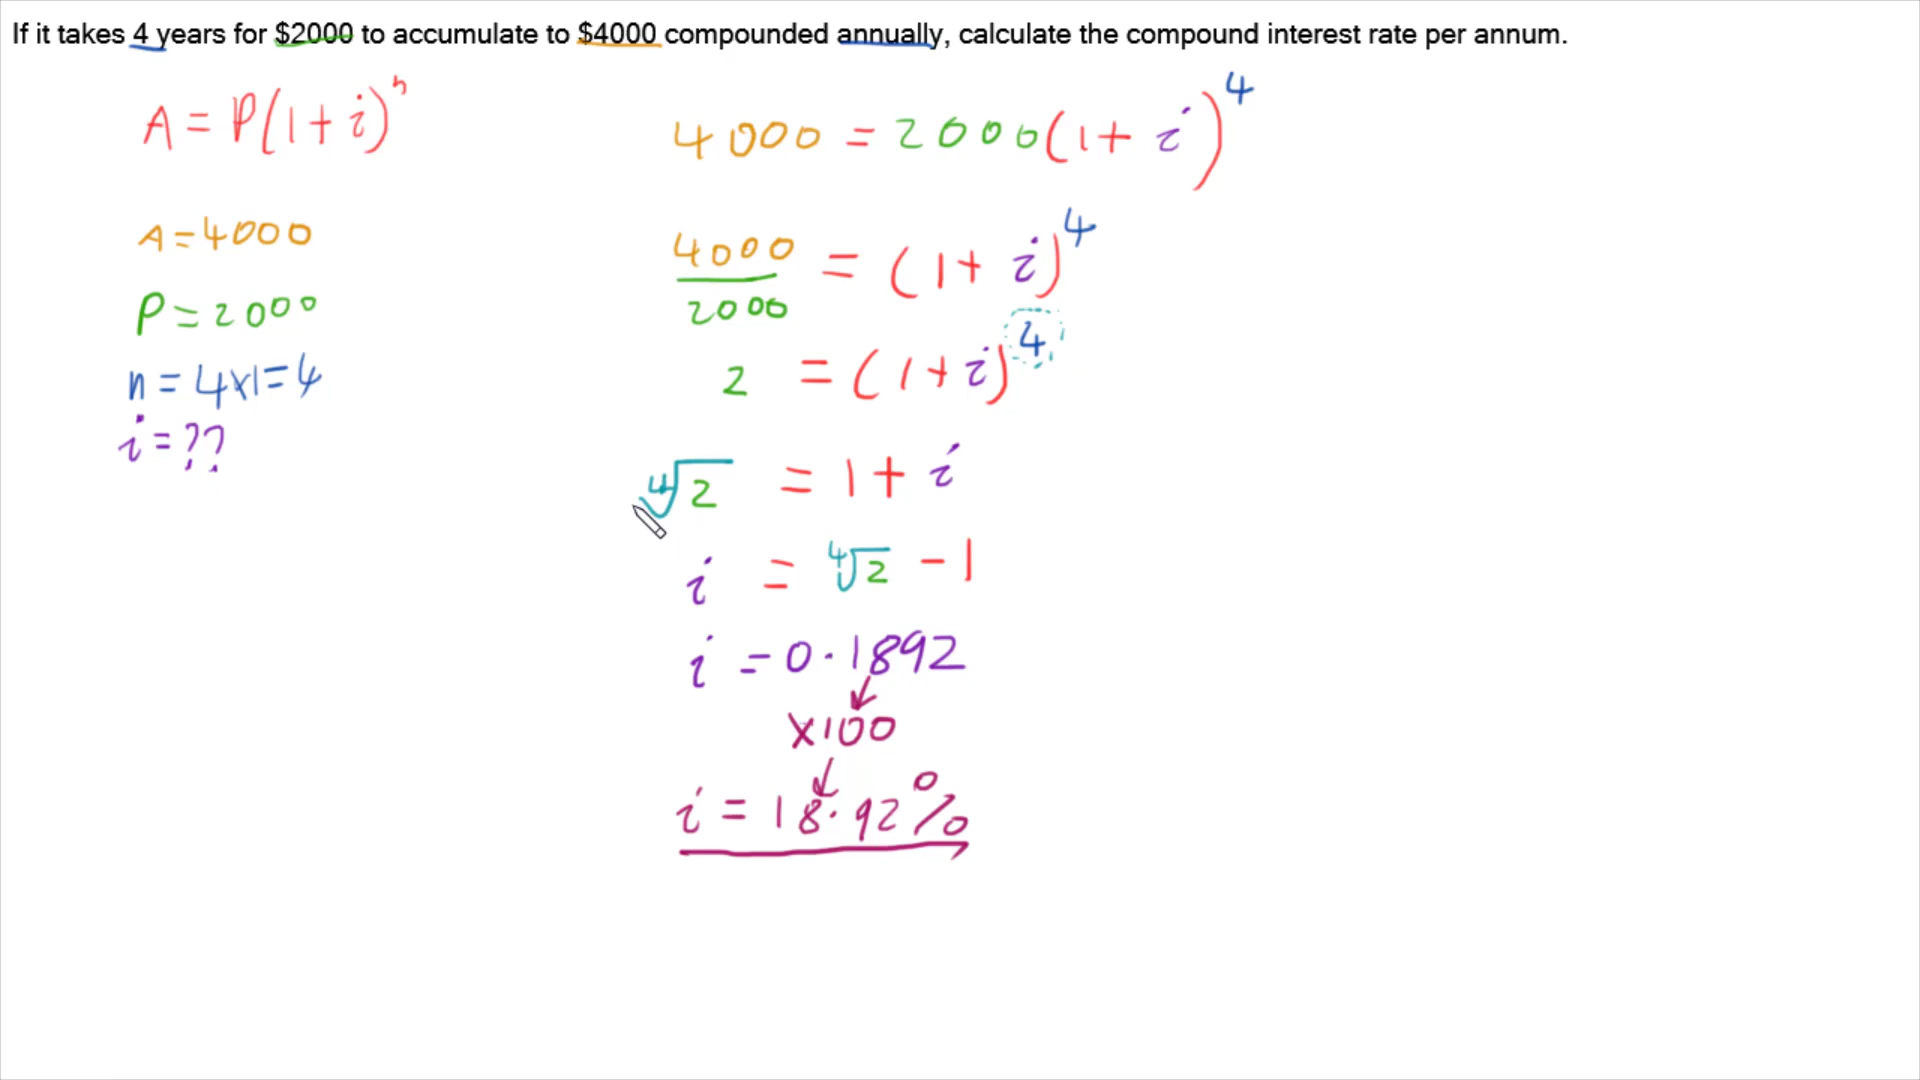 If it takes 4 years for $2000 to accumulate to $4000 compounded annually, calculate the compound interest rate per annum.
A = P(1 + i)ⁿ
A = 4000
P = 2000
n = 4×1 = 4
i = ??
4000 = 2000(1 + i)⁴
4000/2000 = (1 + i)⁴
2 = (1 + i)⁴
⁴√2 = 1 + i
i = ⁴√2 - 1
i = 0.1892
×100
i = 18.92%